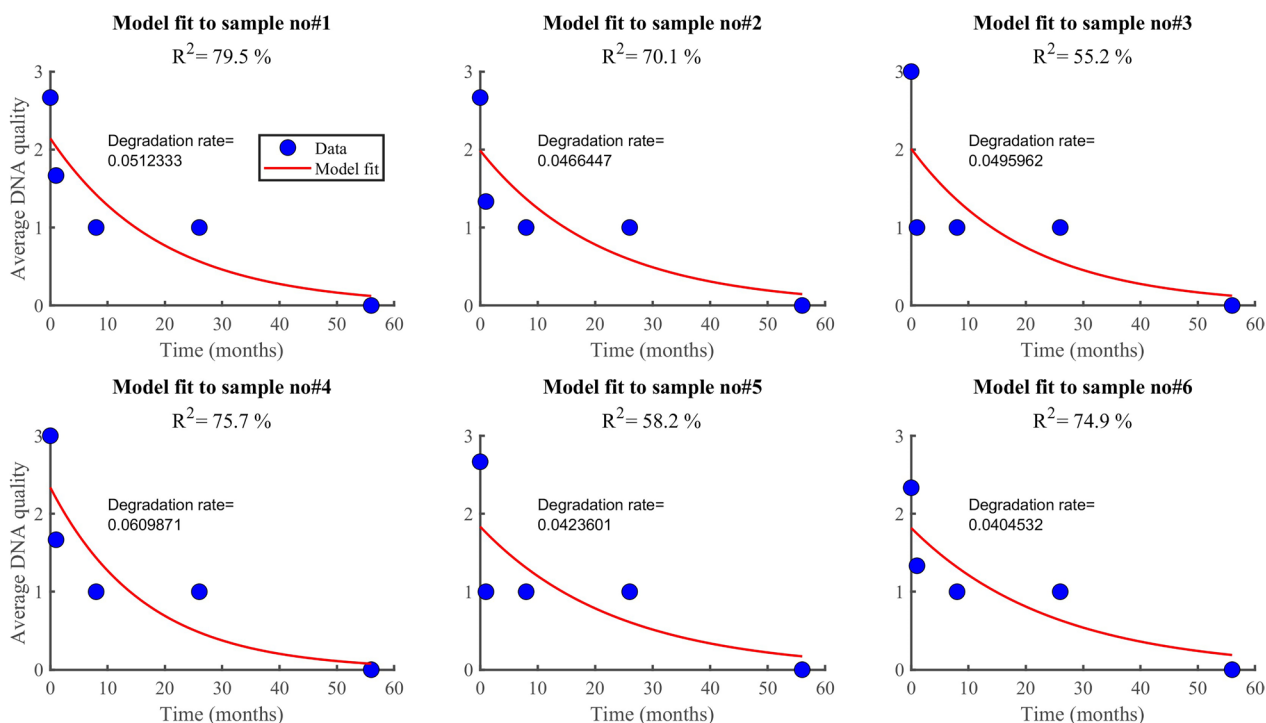 Model fit to sample no#1
R²= 79.5 %
Average DNA quality
3
2
1
0
Degradation rate=
0.0512333
Data
Model fit
0 10 20 30 40 50 60
Time (months)
Model fit to sample no#2
R²= 70.1 %
3
2
1
0
Degradation rate=
0.0466447
0 10 20 30 40 50 60
Time (months)
Model fit to sample no#3
R²= 55.2 %
3
2
1
0
Degradation rate=
0.0495962
0 10 20 30 40 50 60
Time (months)
Model fit to sample no#4
R²= 75.7 %
Average DNA quality
3
2
1
0
Degradation rate=
0.0609871
0 10 20 30 40 50 60
Time (months)
Model fit to sample no#5
R²= 58.2 %
3
2
1
0
Degradation rate=
0.0423601
0 10 20 30 40 50 60
Time (months)
Model fit to sample no#6
R²= 74.9 %
3
2
1
0
Degradation rate=
0.0404532
0 10 20 30 40 50 60
Time (months)